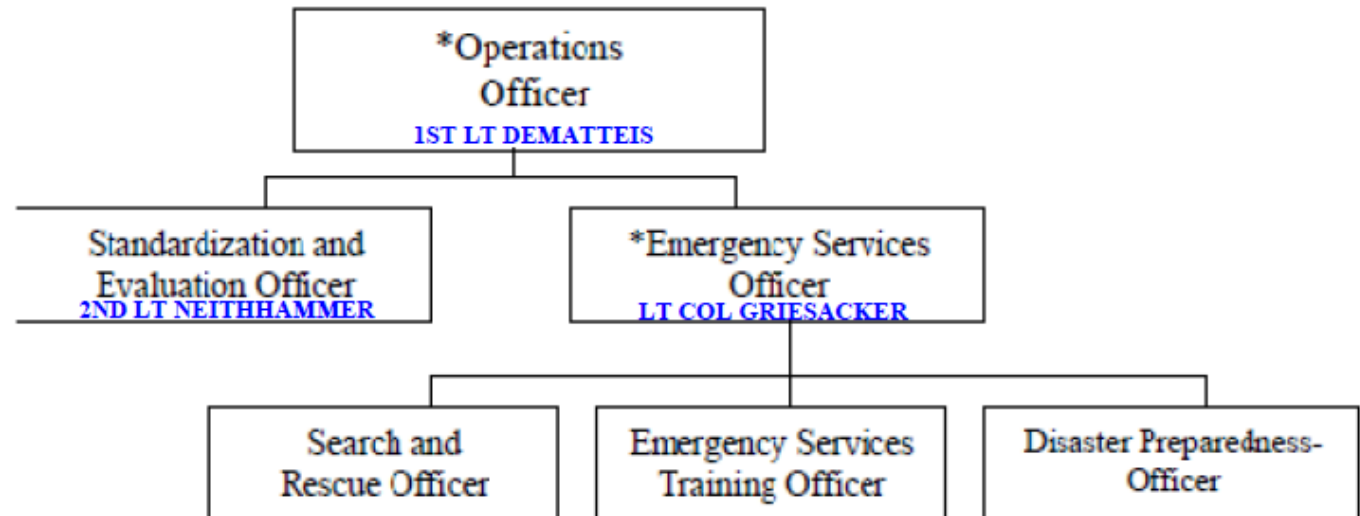 *Operations
Officer
1ST LT DEMATTEIS
Standardization and
Evaluation Officer
2ND LT NEITHHAMMER
*Emergency Services
Officer
LT COL GRIESACKER
Search and
Rescue Officer
Emergency Services
Training Officer
Disaster Preparedness-
Officer